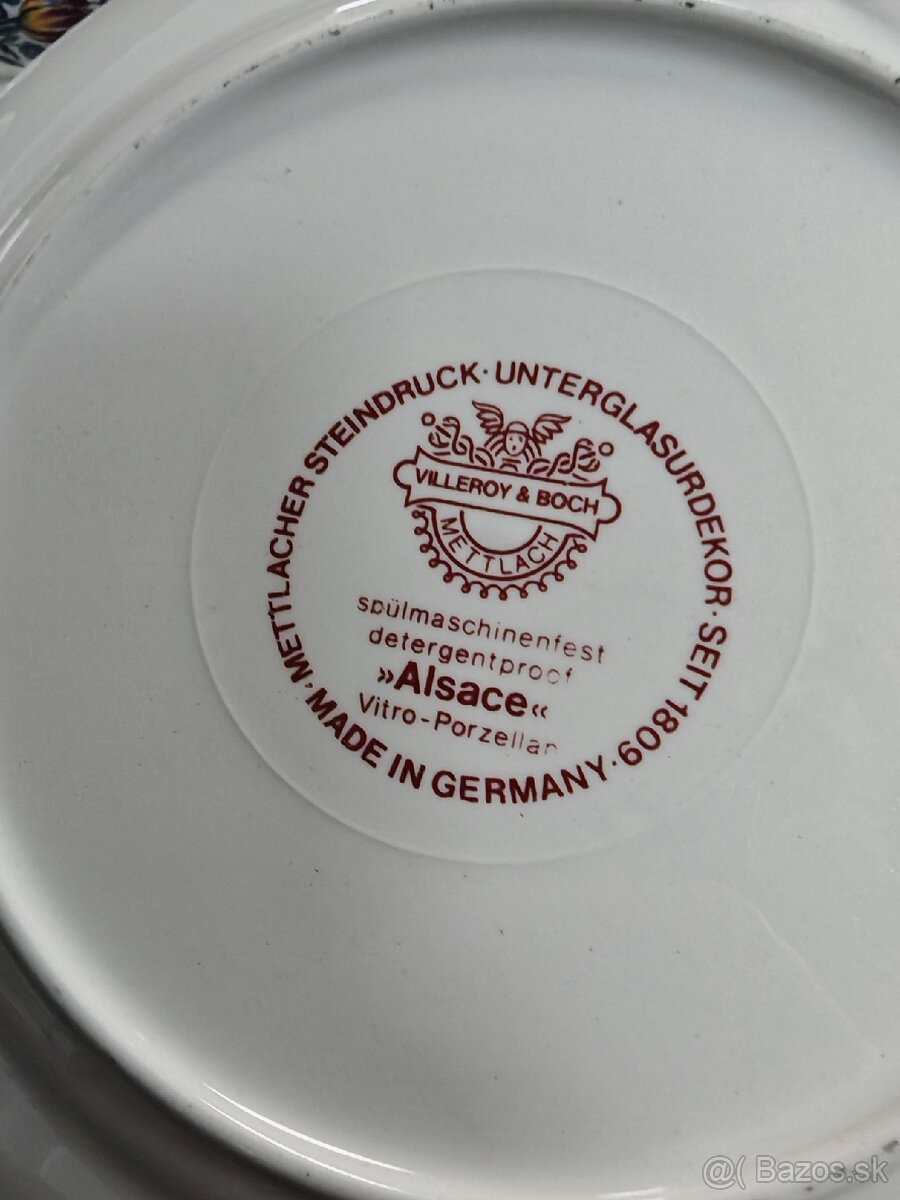 METTLACHER STEINDRUCK · UNTERGLASURDEKOR · SEIT 1809 · MADE IN GERMANY ·
VILLEROY & BOCH
METTLACH
spülmaschinenfest
detergentproof
»Alsace«
Vitro-Porzellan
@( Bazos.sk